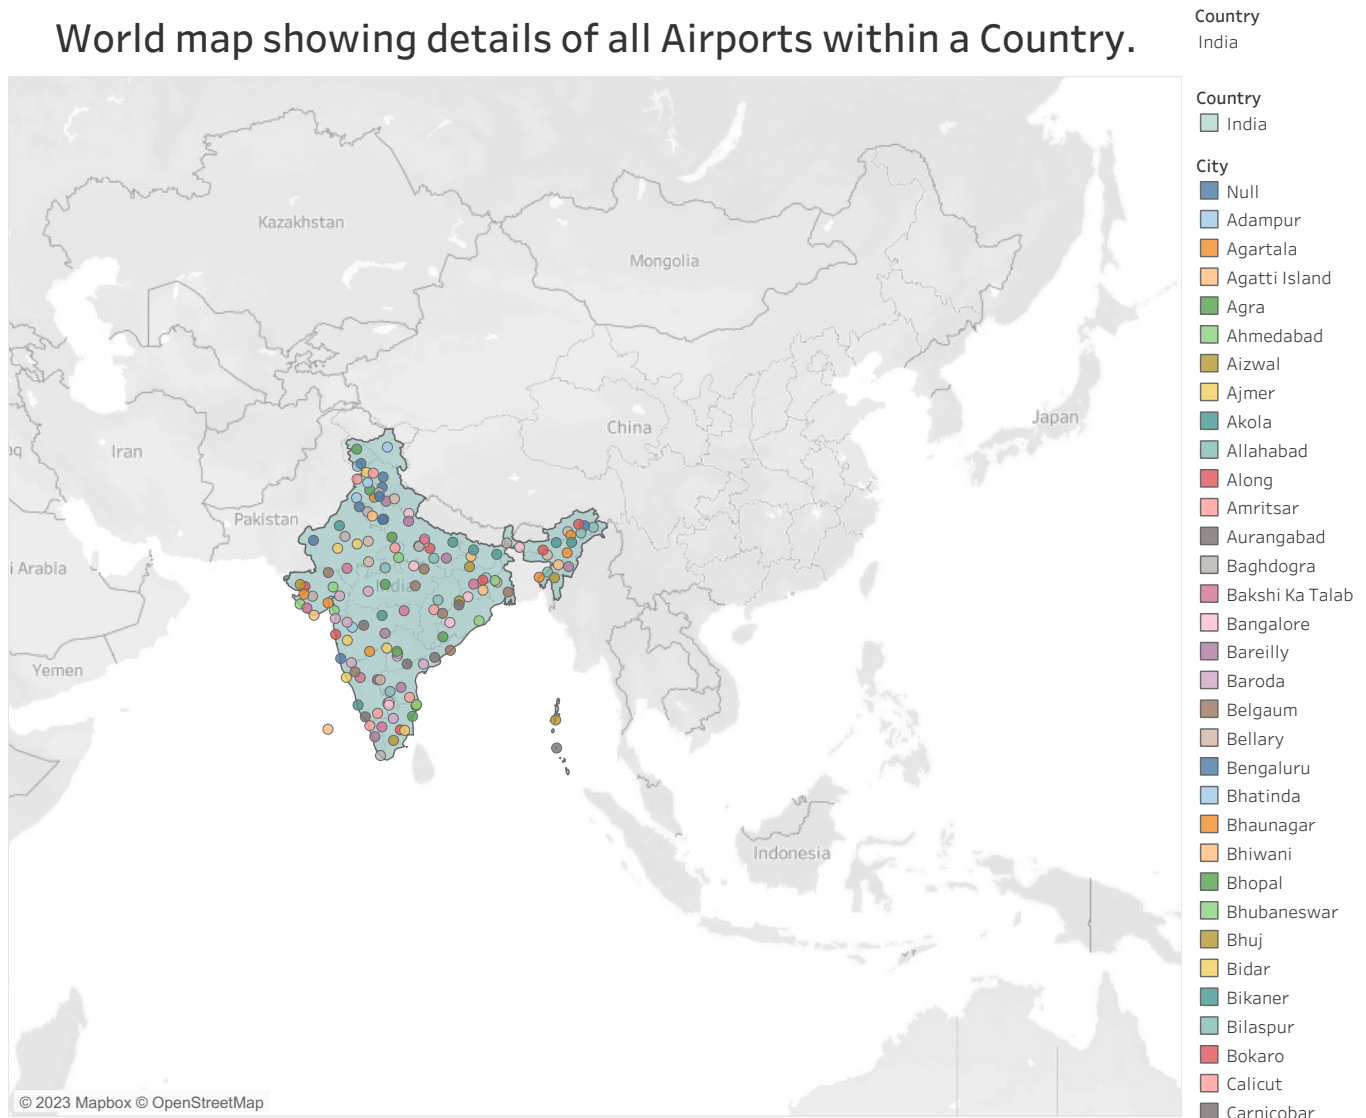 World map showing details of all Airports within a Country.
Country
India
Country
India
City
Null
Adampur
Agartala
Agatti Island
Agra
Ahmedabad
Aizwal
Ajmer
Akola
Allahabad
Along
Amritsar
Aurangabad
Baghdogra
Bakshi Ka Talab
Bangalore
Bareilly
Baroda
Belgaum
Bellary
Bengaluru
Bhatinda
Bhaunagar
Bhiwani
Bhopal
Bhubaneswar
Bhuj
Bidar
Bikaner
Bilaspur
Bokaro
Calicut
Carnicobar
Kazakhstan
Mongolia
Japan
China
aq
Iran
Pakistan
i Arabia
India
Yemen
Indonesia
© 2023 Mapbox © OpenStreetMap